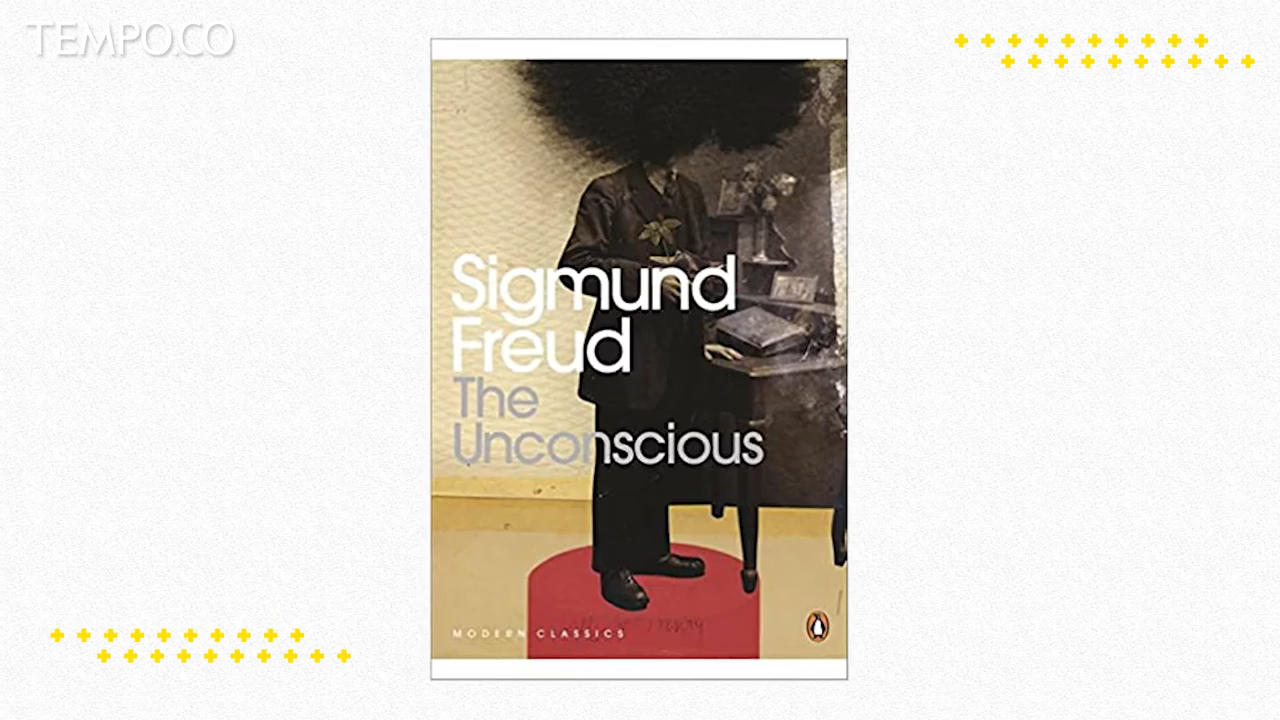 TEMPO.CO
Sigmund
Freud
The
Unconscious
MODERN CLASSICS